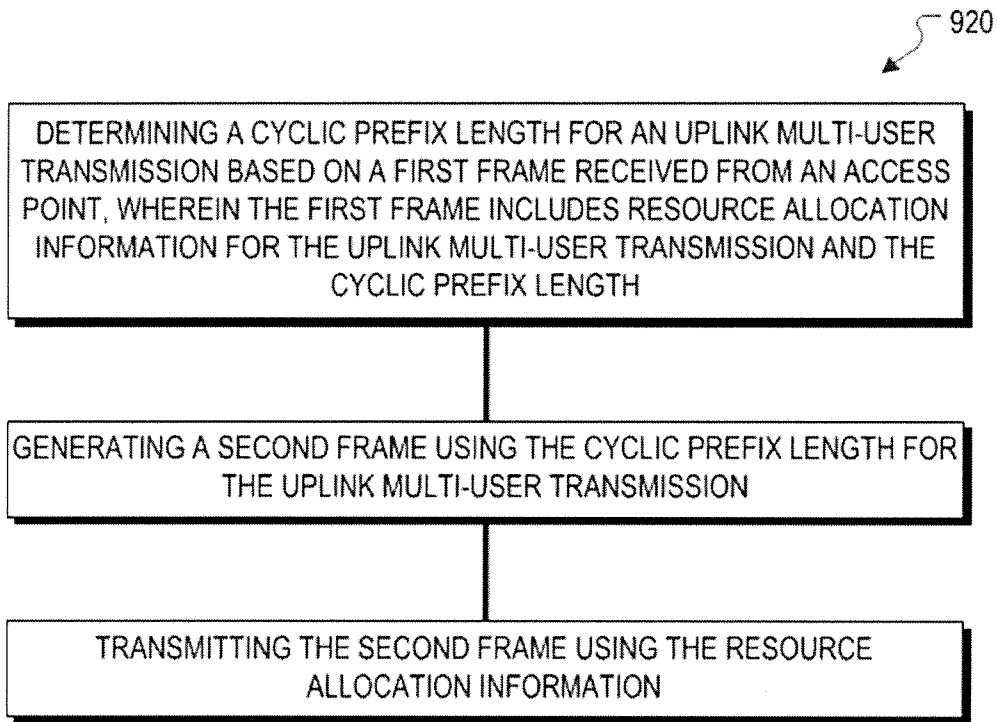 920
DETERMINING A CYCLIC PREFIX LENGTH FOR AN UPLINK MULTI-USER
TRANSMISSION BASED ON A FIRST FRAME RECEIVED FROM AN ACCESS
POINT, WHEREIN THE FIRST FRAME INCLUDES RESOURCE ALLOCATION
INFORMATION FOR THE UPLINK MULTI-USER TRANSMISSION AND THE
CYCLIC PREFIX LENGTH
GENERATING A SECOND FRAME USING THE CYCLIC PREFIX LENGTH FOR
THE UPLINK MULTI-USER TRANSMISSION
TRANSMITTING THE SECOND FRAME USING THE RESOURCE
ALLOCATION INFORMATION